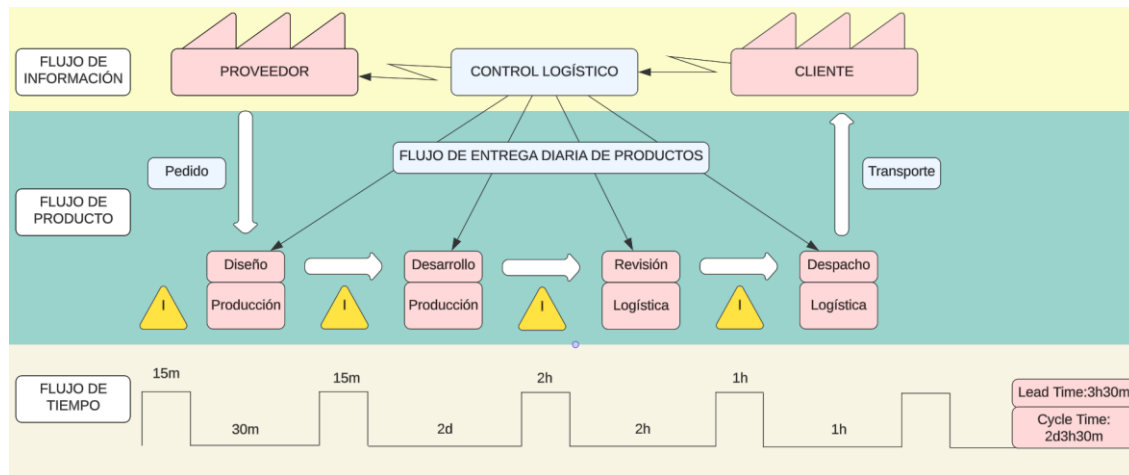 FLUJO DE
INFORMACIÓN
PROVEEDOR
CONTROL LOGÍSTICO
CLIENTE
FLUJO DE ENTREGA DIARIA DE PRODUCTOS
Pedido
Transporte
FLUJO DE
PRODUCTO
Diseño
Desarrollo
Revisión
Despacho
I
Producción
I
Producción
I
Logística
I
Logística
FLUJO DE
TIEMPO
15m
15m
2h
1h
30m
2d
2h
1h
Lead Time:3h30m
Cycle Time:
2d3h30m